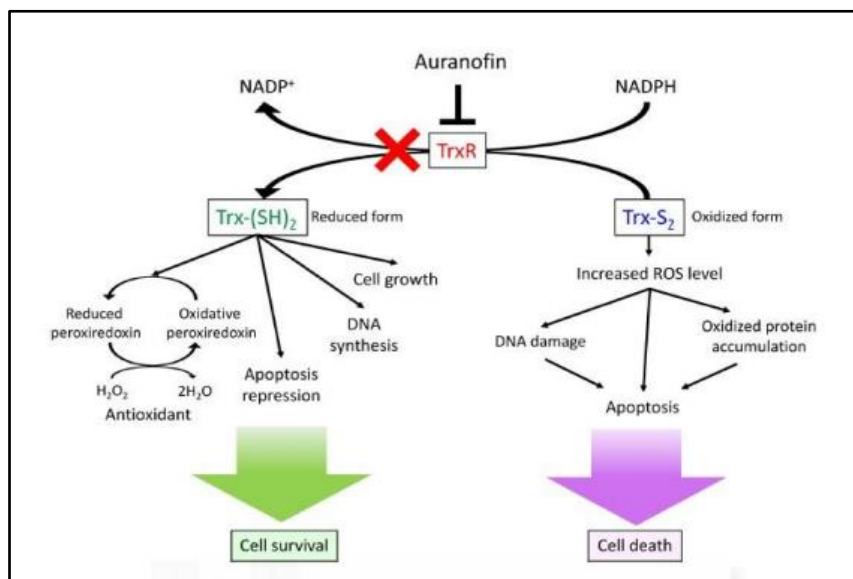 Auranofin
NADP⁺
NADPH
TrxR
Trx-(SH)₂
Reduced form
Trx-S₂
Oxidized form
Cell growth
Increased ROS level
Reduced
peroxiredoxin
Oxidative
peroxiredoxin
DNA
synthesis
DNA damage
Oxidized protein
accumulation
H₂O₂
2H₂O
Antioxidant
Apoptosis
repression
Apoptosis
Cell survival
Cell death